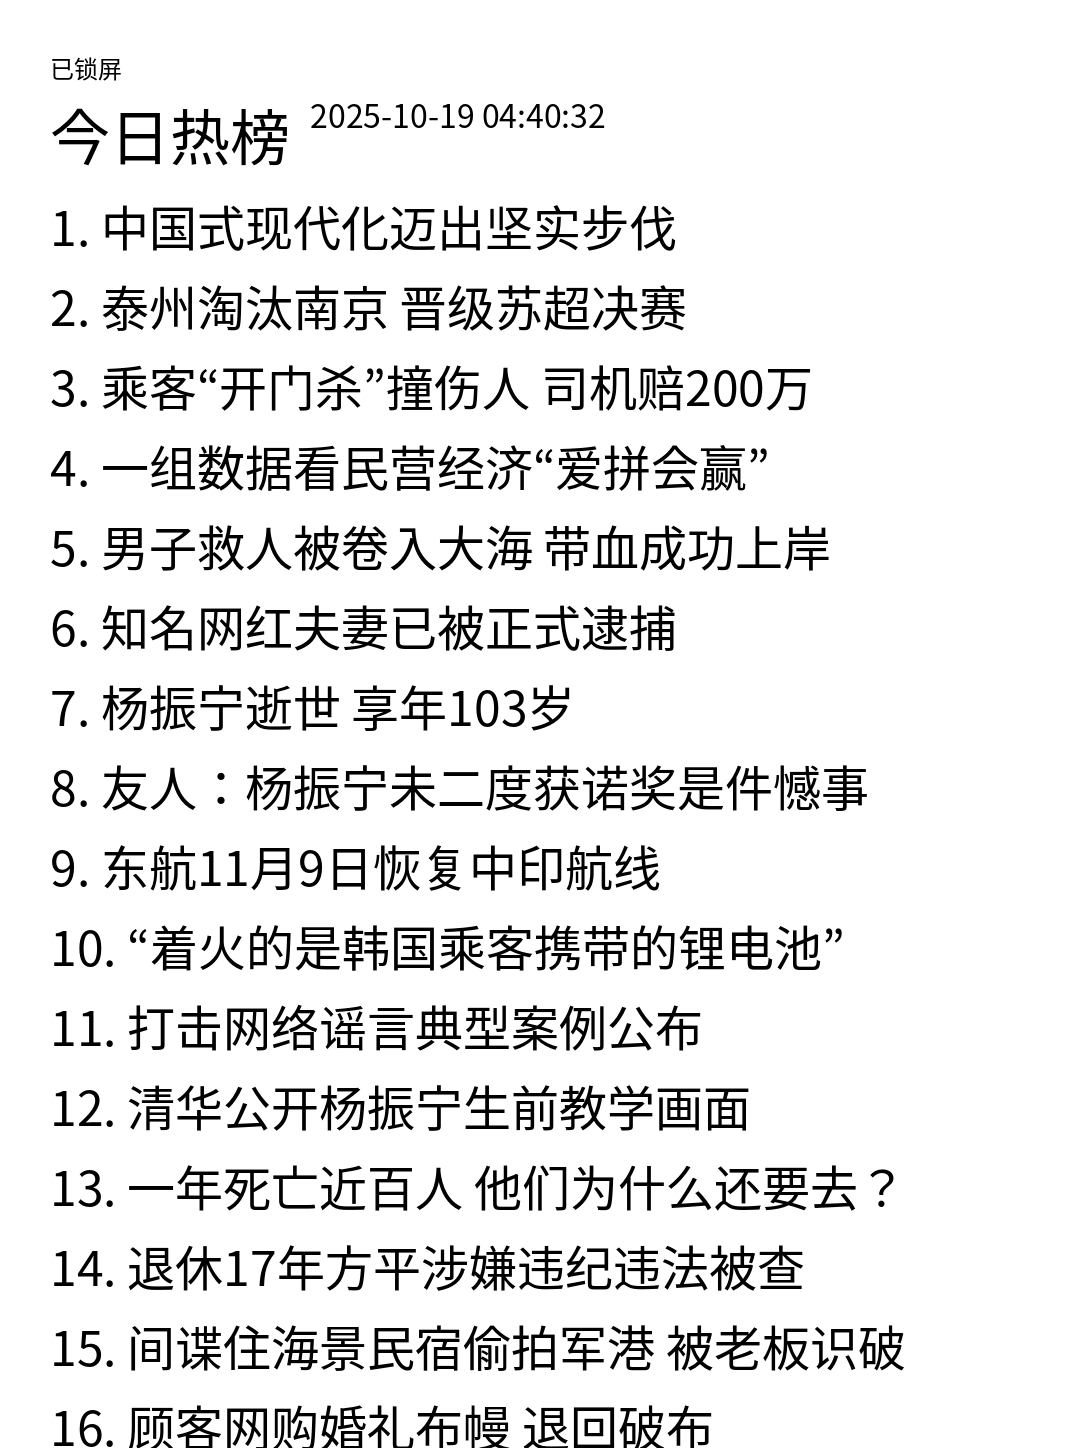 已锁屏
今日热榜 2025-10-19 04:40:32
1. 中国式现代化迈出坚实步伐
2. 泰州淘汰南京 晋级苏超决赛
3. 乘客“开门杀”撞伤人 司机赔200万
4. 一组数据看民营经济“爱拼会赢”
5. 男子救人被卷入大海 带血成功上岸
6. 知名网红夫妻已被正式逮捕
7. 杨振宁逝世 享年103岁
8. 友人：杨振宁未二度获诺奖是件憾事
9. 东航11月9日恢复中印航线
10. “着火的是韩国乘客携带的锂电池”
11. 打击网络谣言典型案例公布
12. 清华公开杨振宁生前教学画面
13. 一年死亡近百人 他们为什么还要去？
14. 退休17年方平涉嫌违纪违法被查
15. 间谍住海景民宿偷拍军港 被老板识破
16. 顾客网购婚礼布幔 退回破布